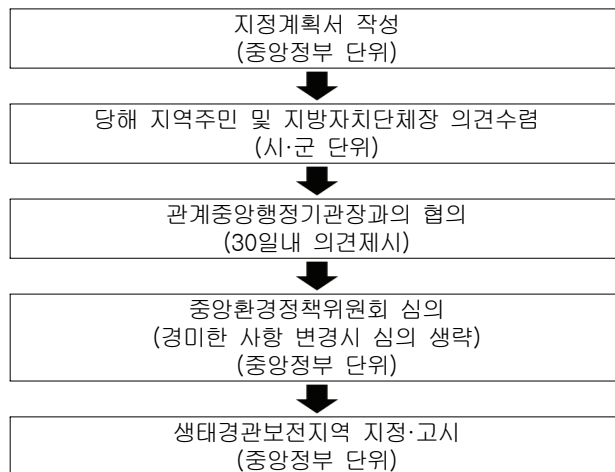 지정계획서 작성
(중앙정부 단위)
당해 지역주민 및 지방자치단체장 의견수렴
(시·군 단위)
관계중앙행정기관장과의 협의
(30일내 의견제시)
중앙환경정책위원회 심의
(경미한 사항 변경시 심의 생략)
(중앙정부 단위)
생태경관보전지역 지정·고시
(중앙정부 단위)